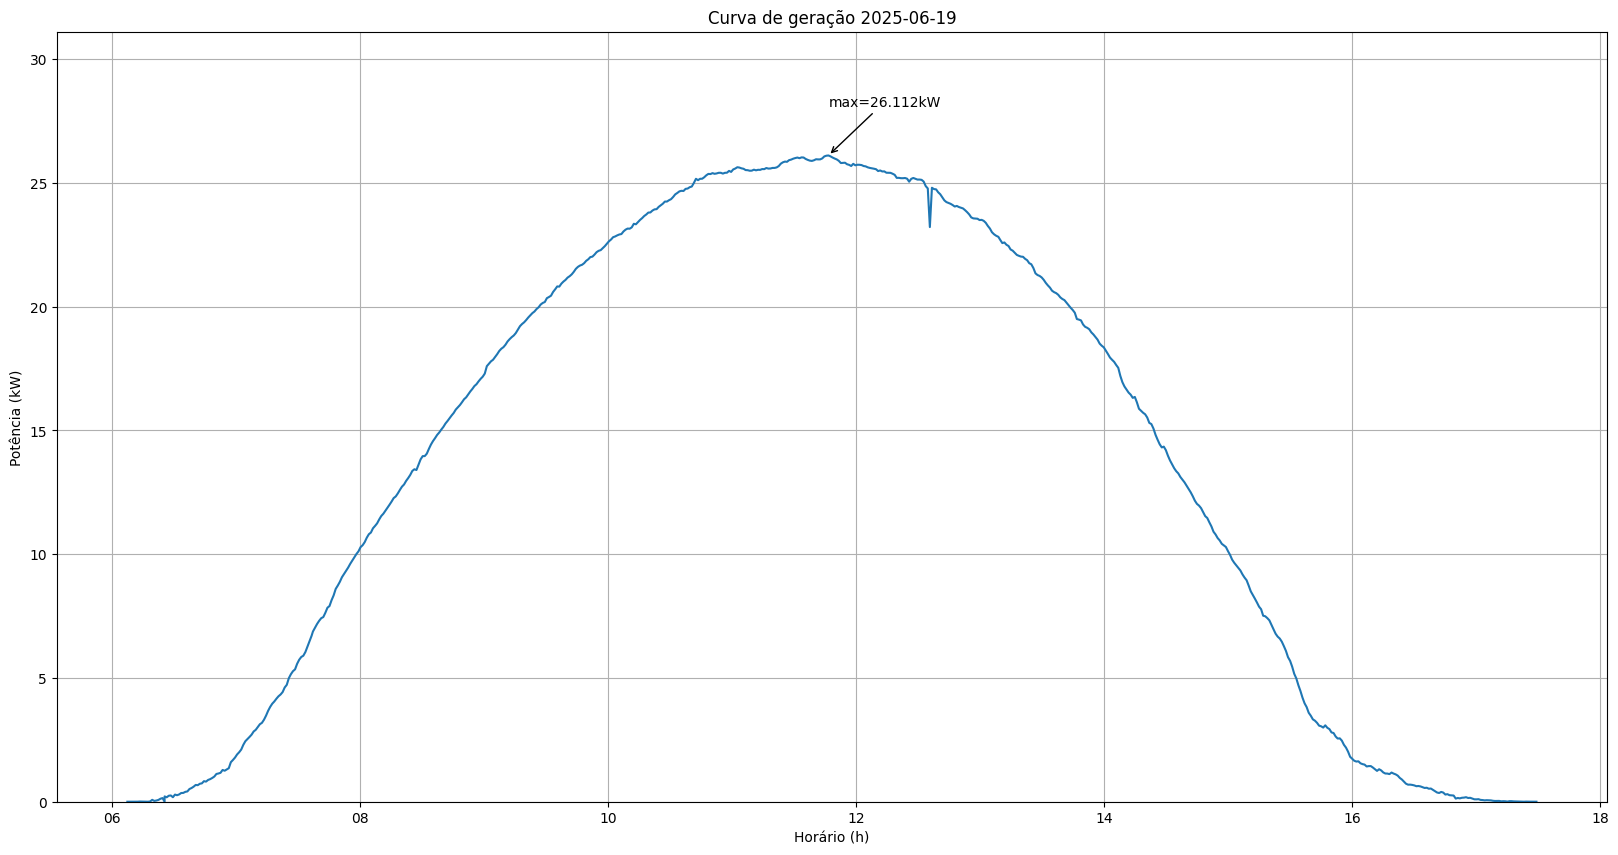 Curva de geração 2025-06-19
30
max=26.112kW
25
20
15
Potência (kW)
10
5
0
06 08 10 12 14 16 18
Horário (h)